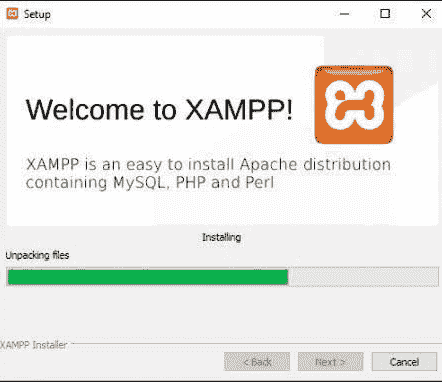 Setup
Welcome to XAMPP!
XAMPP is an easy to install Apache distribution
containing MySQL, PHP and Perl
Installing
Unpacking files
XAMPP Installer
< Back
Next >
Cancel